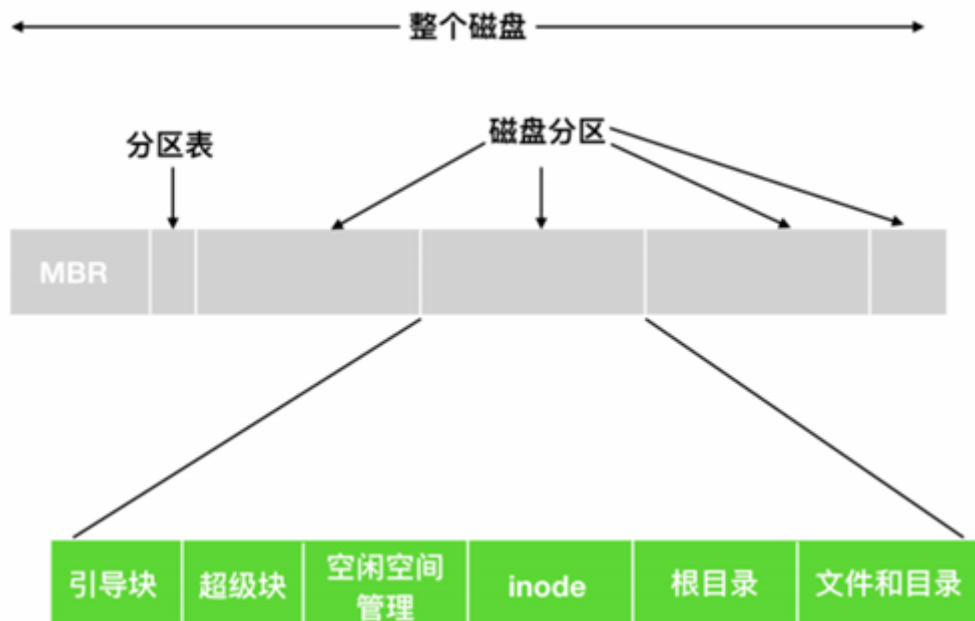 整个磁盘
分区表
磁盘分区
MBR
引导块
超级块
空闲空间
管理
inode
根目录
文件和目录